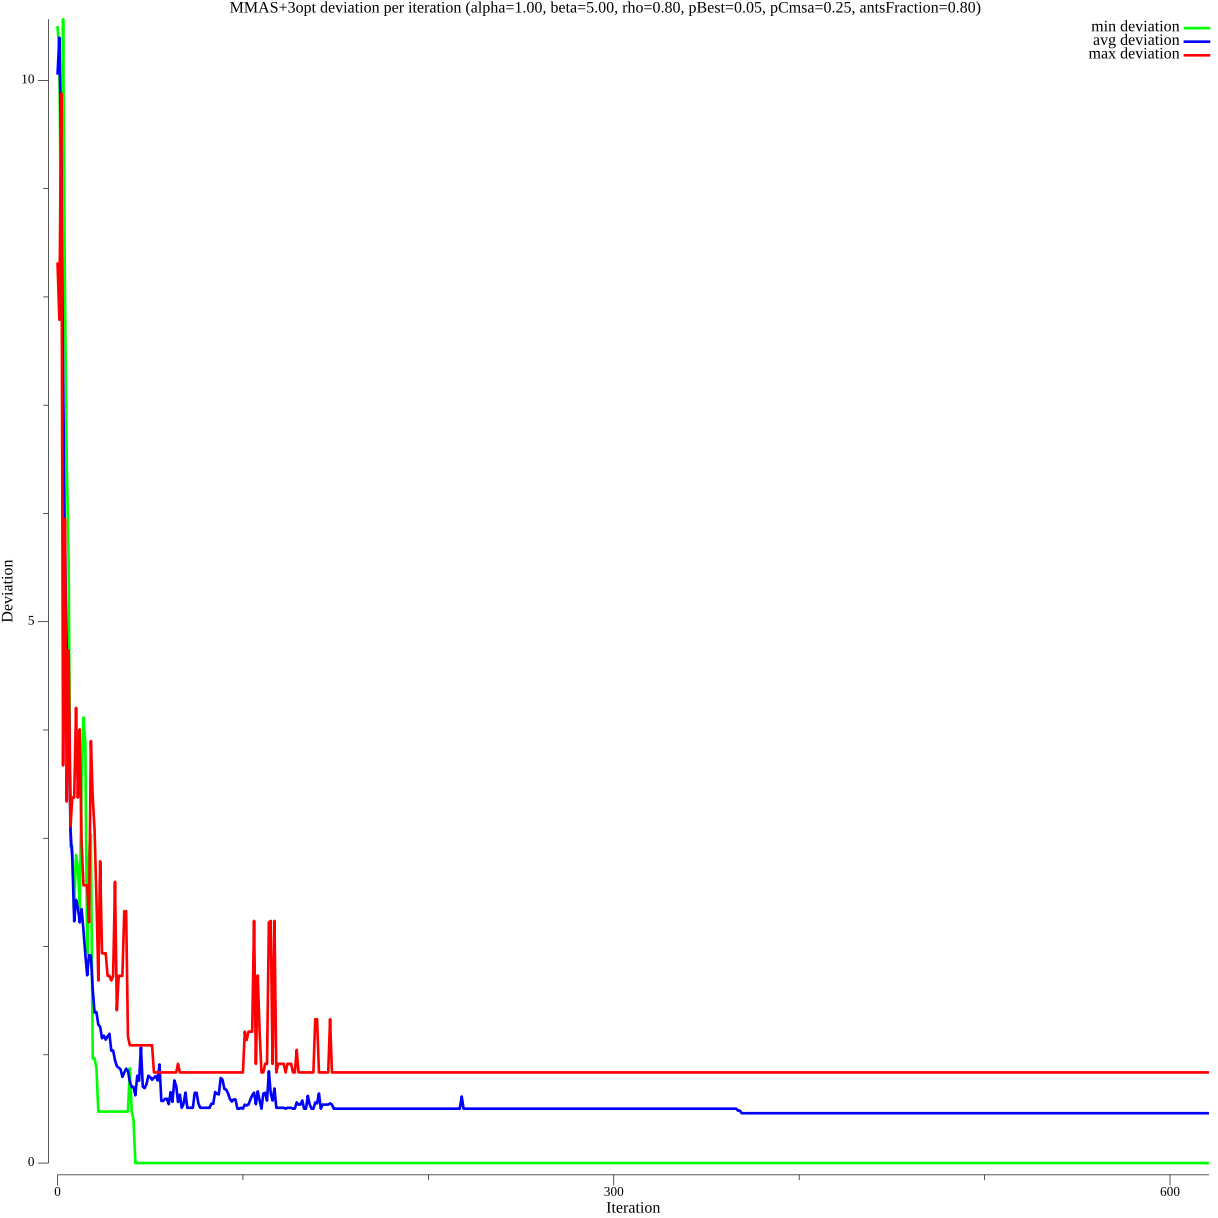 MMAS+3opt deviation per iteration (alpha=1.00, beta=5.00, rho=0.80, pBest=0.05, pCmsa=0.25, antsFraction=0.80)
min deviation
avg deviation
max deviation
10
5
0
Deviation
0
300
600
Iteration